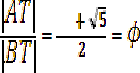 |AT| / |BT| = + √5 / 2 = ϕ